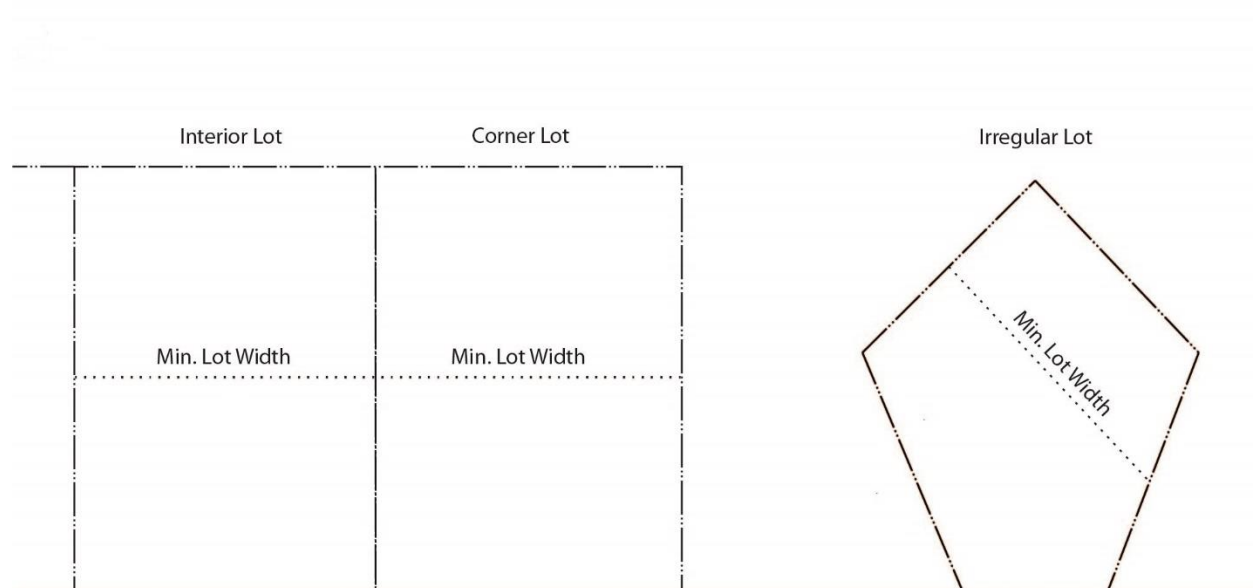 Interior Lot
Corner Lot
Irregular Lot
Min. Lot Width
Min. Lot Width
Min. Lot Width